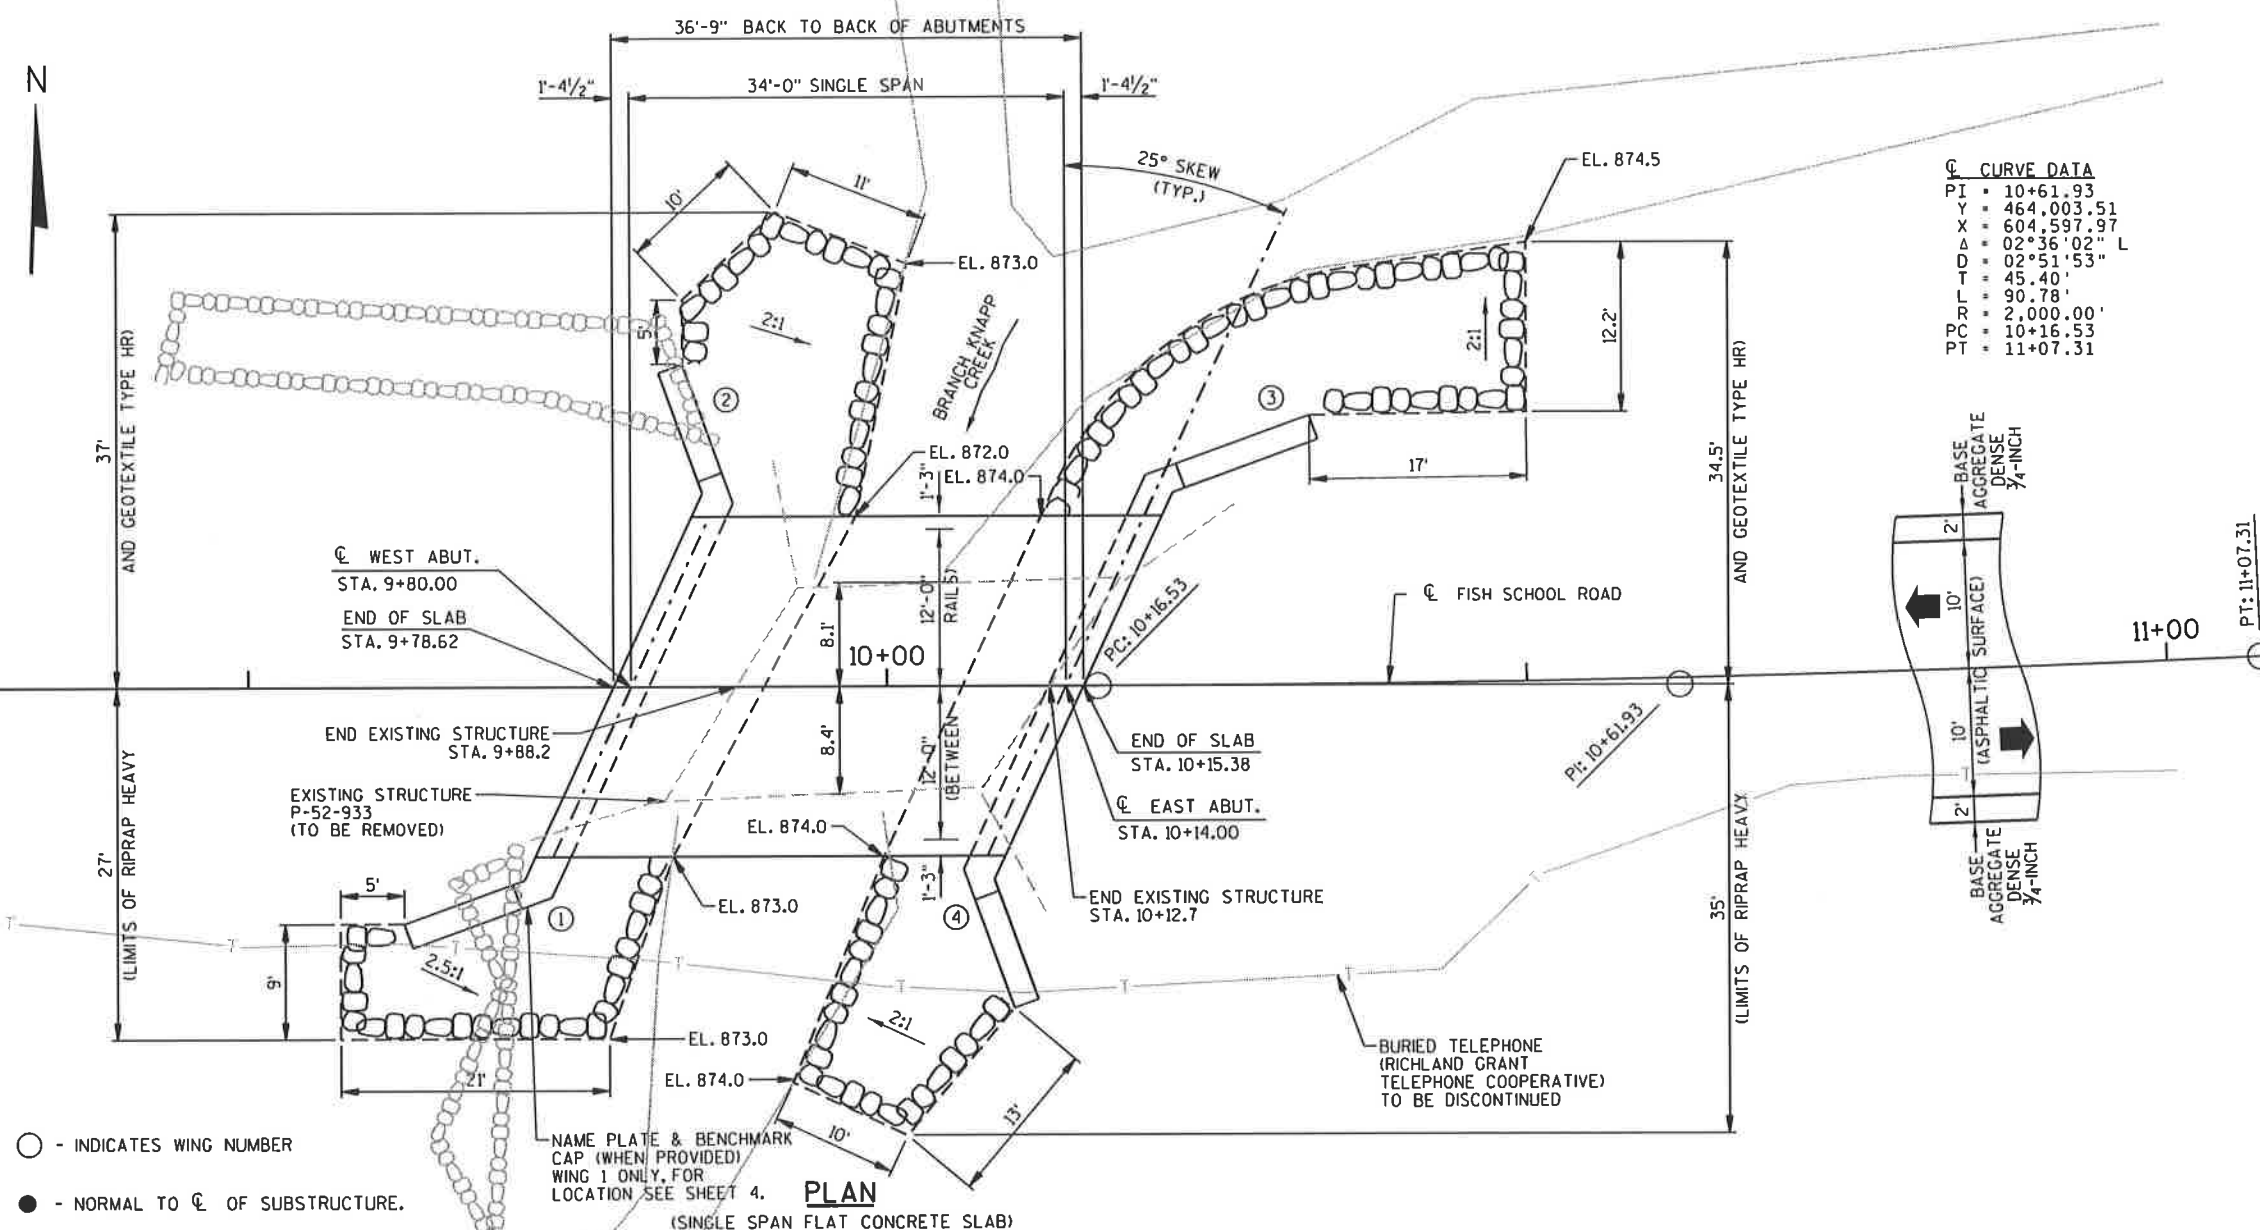 36'-9" BACK TO BACK OF ABUTMENTS
1'-4½"
34'-0" SINGLE SPAN
1'-4½"
N
25° SKEW
(TYP.)
EL. 874.5
10'
11'
EL. 873.0
℄ CURVE DATA
PI = 10+61.93
Y = 464,003.51
X = 604,597.97
Δ = 02°36'02" L
D = 02°51'53"
T = 45.40'
L = 90.78'
R = 2,000.00'
PC = 10+16.53
PT = 11+07.31
2:1
5'
BRANCH KNAPP
CREEK
2:1
12.2'
37'
AND GEOTEXTILE TYPE HR)
2
3
EL. 872.0
1'-3"
EL. 874.0
17'
34.5'
AND GEOTEXTILE TYPE HR)
BASE
AGGREGATE
DENSE
¾-INCH
2'
℄ WEST ABUT.
STA. 9+80.00
END OF SLAB
STA. 9+78.62
8.1'
12'-0"
RAILS)
10+00
PC: 10+16.53
℄ FISH SCHOOL ROAD
10'
(ASPHALTIC SURFACE)
11+00
PT: 11+07.31
END EXISTING STRUCTURE
STA. 9+88.2
8.4'
12'-0"
(BETWEEN
END OF SLAB
STA. 10+15.38
PI: 10+61.93
10'
T
EXISTING STRUCTURE
P-52-933
(TO BE REMOVED)
EL. 874.0
℄ EAST ABUT.
STA. 10+14.00
2'
BASE
AGGREGATE
DENSE
¾-INCH
27'
(LIMITS OF RIPRAP HEAVY
5'
1
EL. 873.0
1'-3"
4
END EXISTING STRUCTURE
STA. 10+12.7
35'
(LIMITS OF RIPRAP HEAVY
T
T
T
T
T
T
T
T
9'
2.5:1
2:1
EL. 873.0
EL. 874.0
21'
10'
13'
BURIED TELEPHONE
(RICHLAND GRANT
TELEPHONE COOPERATIVE)
TO BE DISCONTINUED
- INDICATES WING NUMBER
- NORMAL TO ℄ OF SUBSTRUCTURE.
NAME PLATE & BENCHMARK
CAP (WHEN PROVIDED)
WING 1 ONLY. FOR
LOCATION SEE SHEET 4.
PLAN
(SINGLE SPAN FLAT CONCRETE SLAB)